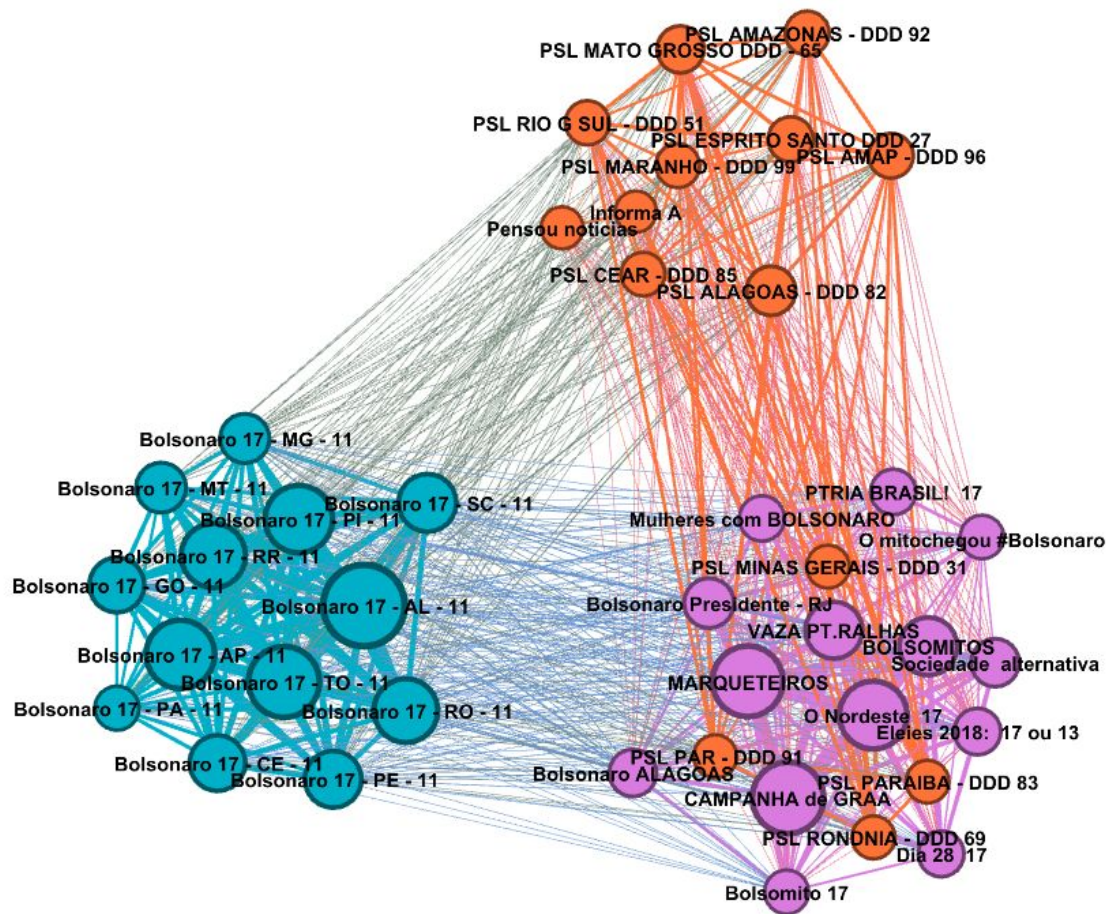 PSL AMAZONAS - DDD 92
PSL MATO GROSSO DDD - 65
PSL RIO G SUL - DDD 51
PSL ESPRITO SANTO DDD 27
PSL AMAP - DDD 96
PSL MARANHO - DDD 99
Informa A
Pensou noticias
PSL CEAR - DDD 85
PSL ALAGOAS - DDD 82
Bolsonaro 17 - MG - 11
Bolsonaro 17 - MT - 11
Bolsonaro 17 - SC - 11
Bolsonaro 17 - PI - 11
Bolsonaro 17 - RR - 11
Bolsonaro 17 - GO - 11
Bolsonaro 17 - AL - 11
Bolsonaro 17 - AP - 11
Bolsonaro 17 - TO - 11
Bolsonaro 17 - PA - 11
Bolsonaro 17 - RO - 11
Bolsonaro 17 - CE - 11
Bolsonaro 17 - PE - 11
PTRIA BRASIL! 17
Mulheres com BOLSONARO
O mitochegou #Bolsonaro
PSL MINAS GERAIS - DDD 31
Bolsonaro Presidente - RJ
VAZA PT.RALHAS
BOLSOMITOS
Sociedade alternativa
MARQUETEIROS
O Nordeste 17
Eleies 2018: 17 ou 13
PSL PAR - DDD 91
Bolsonaro ALAGOAS
PSL PARAIBA - DDD 83
CAMPANHA de GRAA
PSL RONDNIA - DDD 69
Dia 28 17
Bolsomito 17